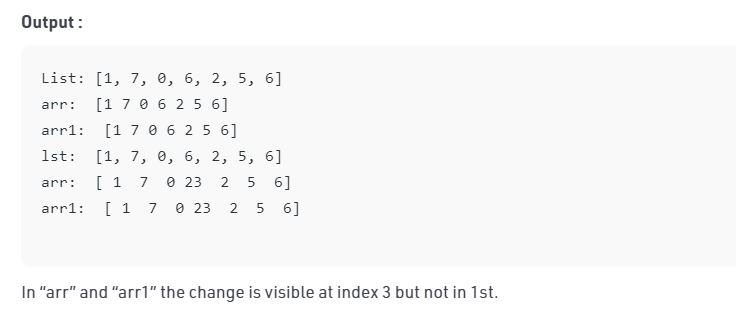 Output :
List: [1, 7, 0, 6, 2, 5, 6]
arr:  [1 7 0 6 2 5 6]
arr1:  [1 7 0 6 2 5 6]
lst:  [1, 7, 0, 6, 2, 5, 6]
arr:  [ 1  7  0 23  2  5  6]
arr1:  [ 1  7  0 23  2  5  6]
In “arr” and “arr1” the change is visible at index 3 but not in 1st.